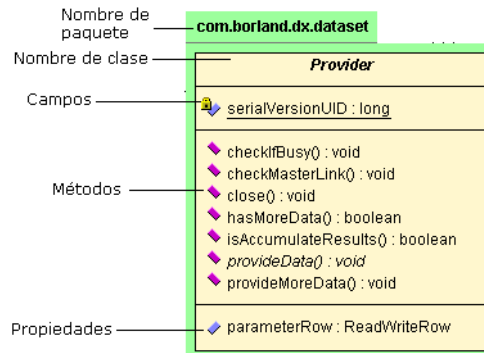 Nombre de
paquete
com.borland.dx.dataset
Nombre de clase
Provider
Campos
serialVersionUID : long
checkIfBusy() : void
checkMasterLink() : void
Métodos
close() : void
hasMoreData() : boolean
isAccumulateResults() : boolean
provideData() : void
provideMoreData() : void
Propiedades
parameterRow : ReadWriteRow